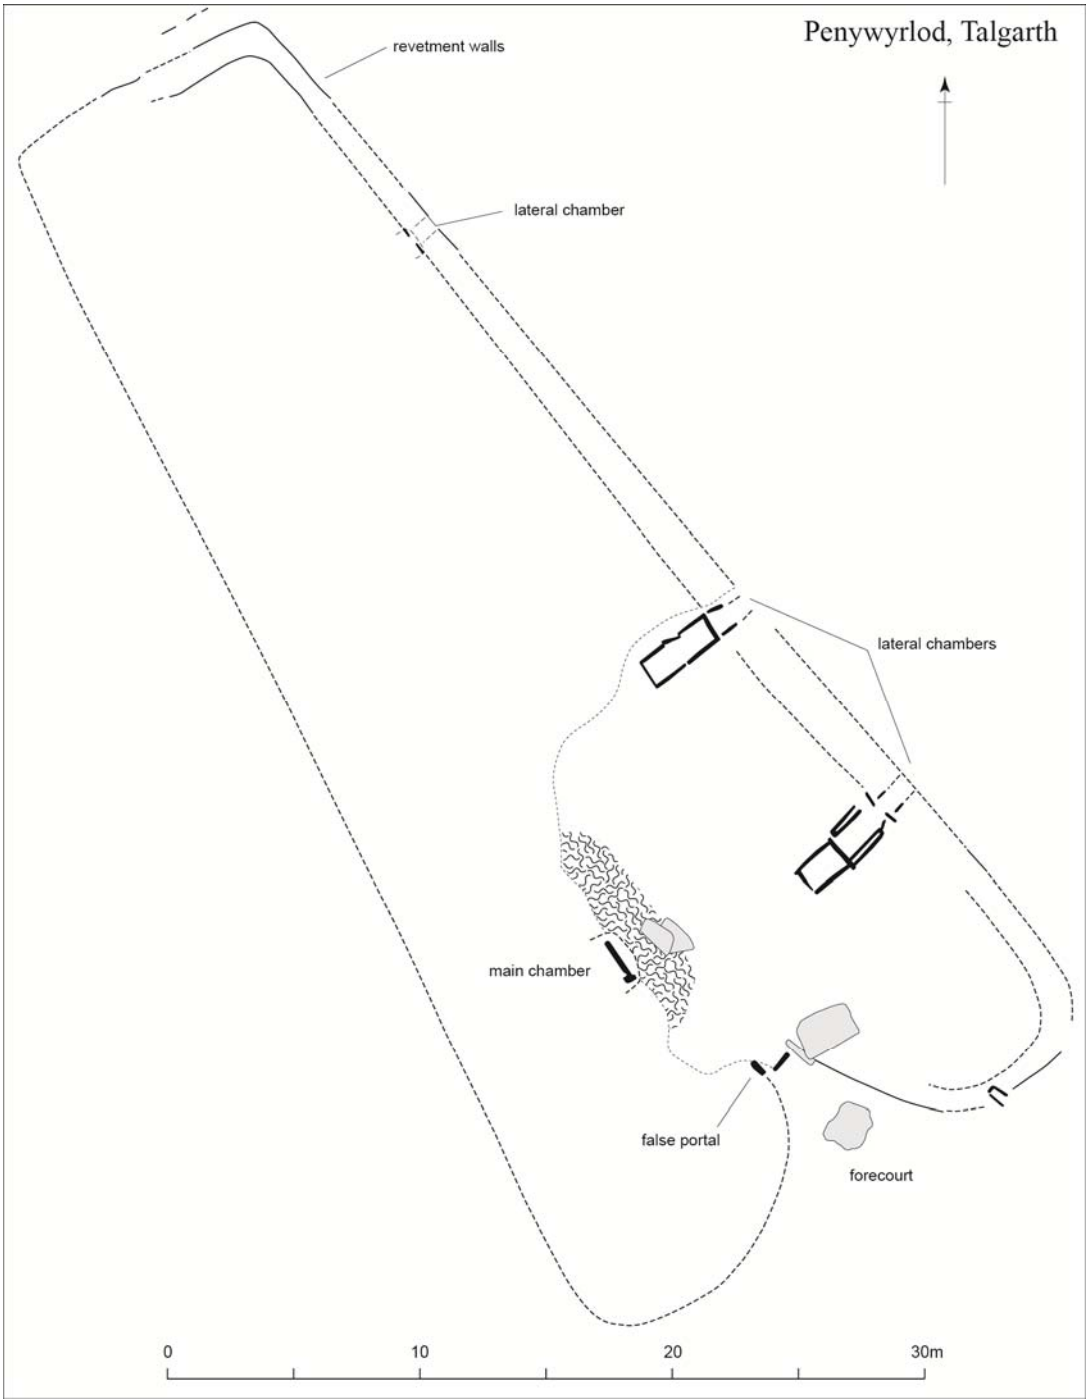 Penywyrlod, Talgarth
revetment walls
lateral chamber
lateral chambers
main chamber
false portal
forecourt
0 10 20 30m